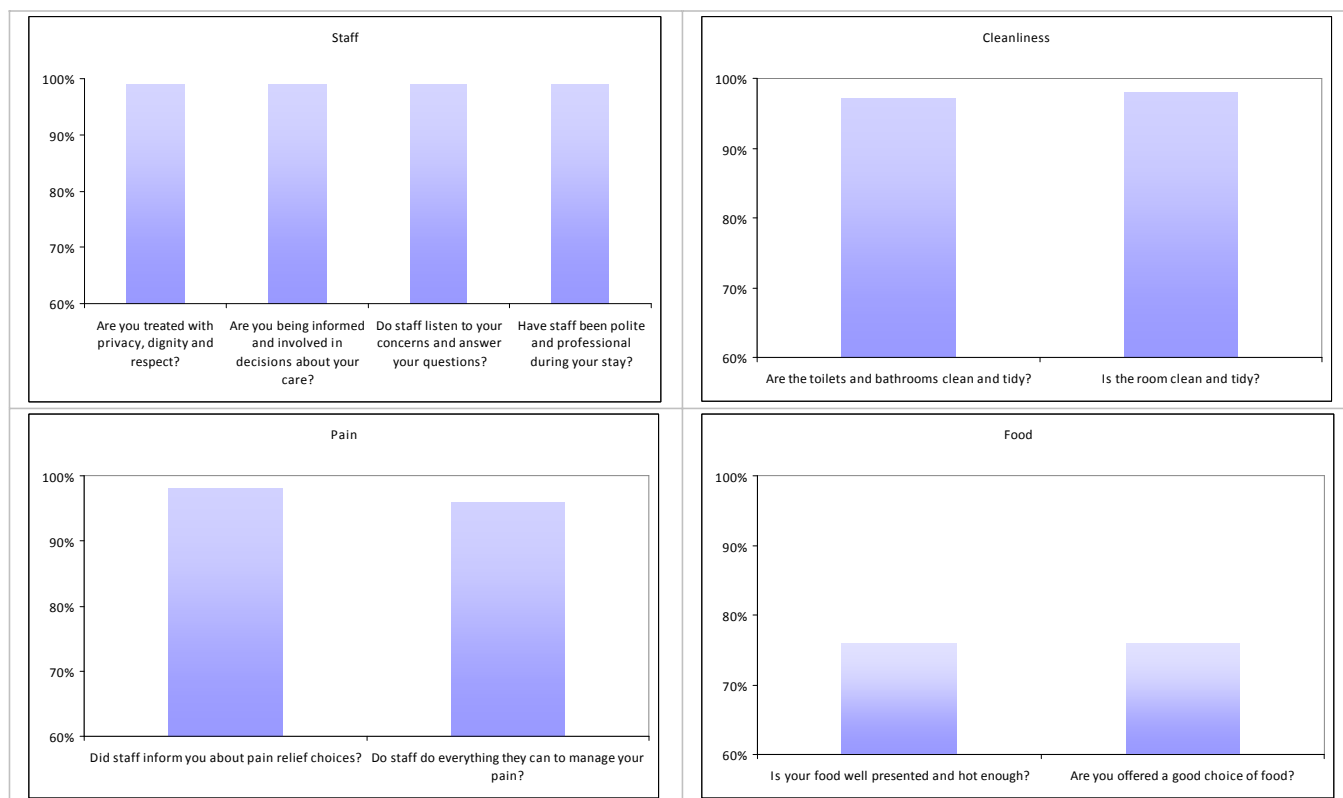 Staff
100%
90%
80%
70%
60%
Are you treated with
privacy, dignity and
respect?
Are you being informed
and involved in
decisions about your
care?
Do staff listen to your
concerns and answer
your questions?
Have staff been polite
and professional
during your stay?
Cleanliness
100%
90%
80%
70%
60%
Are the toilets and bathrooms clean and tidy?
Is the room clean and tidy?
Pain
100%
90%
80%
70%
60%
Did staff inform you about pain relief choices?
Do staff do everything they can to manage your
pain?
Food
100%
90%
80%
70%
60%
Is your food well presented and hot enough?
Are you offered a good choice of food?